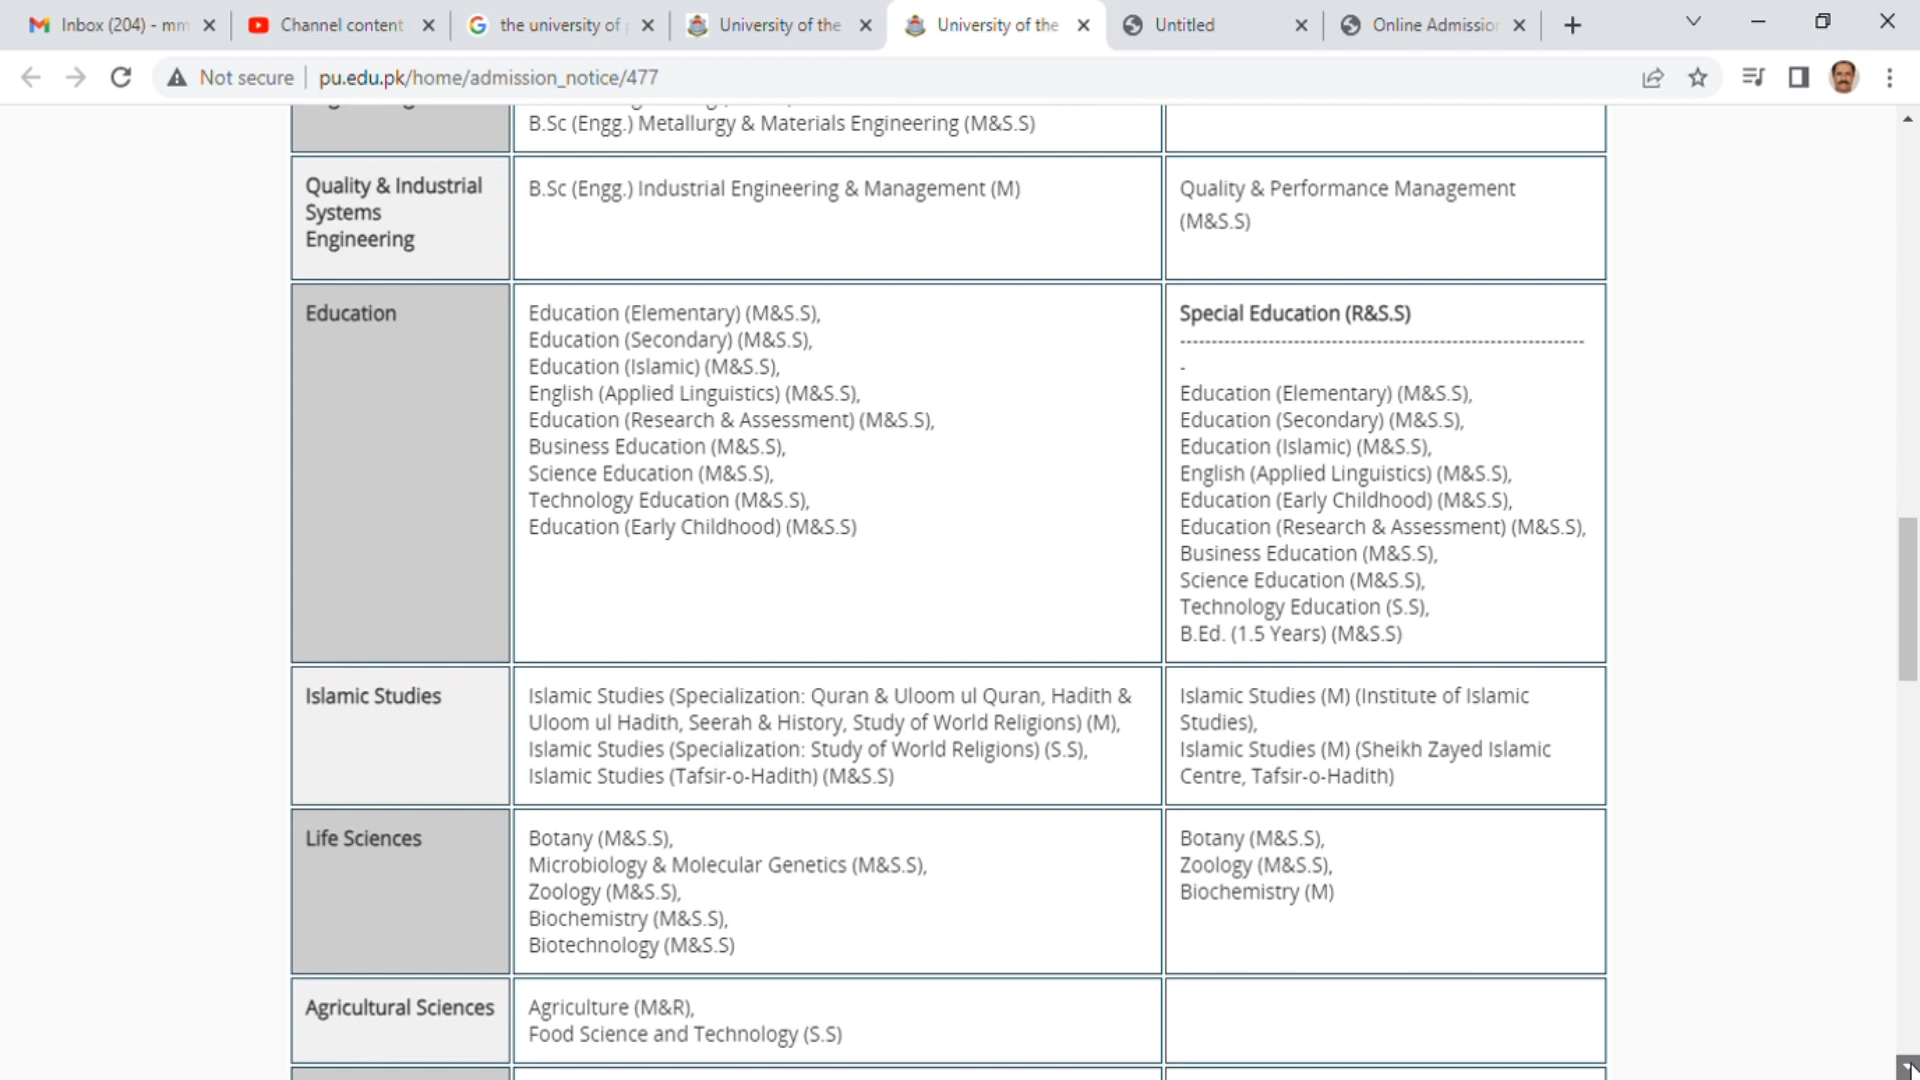 Inbox (204) - mm
Channel content
the university of
University of the
University of the
Untitled
Online Admission
Not secure
pu.edu.pk/home/admission_notice/477
B.Sc (Engg.) Metallurgy & Materials Engineering (M&S.S)
Quality & Industrial
Systems
Engineering
B.Sc (Engg.) Industrial Engineering & Management (M)
Quality & Performance Management
(M&S.S)
Education
Education (Elementary) (M&S.S),
Education (Secondary) (M&S.S),
Education (Islamic) (M&S.S),
English (Applied Linguistics) (M&S.S),
Education (Research & Assessment) (M&S.S),
Business Education (M&S.S),
Science Education (M&S.S),
Technology Education (M&S.S),
Education (Early Childhood) (M&S.S)
Special Education (R&S.S)
----------------------------------------------------------------
-
Education (Elementary) (M&S.S),
Education (Secondary) (M&S.S),
Education (Islamic) (M&S.S),
English (Applied Linguistics) (M&S.S),
Education (Early Childhood) (M&S.S),
Education (Research & Assessment) (M&S.S),
Business Education (M&S.S),
Science Education (M&S.S),
Technology Education (S.S),
B.Ed. (1.5 Years) (M&S.S)
Islamic Studies
Islamic Studies (Specialization: Quran & Uloom ul Quran, Hadith &
Uloom ul Hadith, Seerah & History, Study of World Religions) (M),
Islamic Studies (Specialization: Study of World Religions) (S.S),
Islamic Studies (Tafsir-o-Hadith) (M&S.S)
Islamic Studies (M) (Institute of Islamic
Studies),
Islamic Studies (M) (Sheikh Zayed Islamic
Centre, Tafsir-o-Hadith)
Life Sciences
Botany (M&S.S),
Microbiology & Molecular Genetics (M&S.S),
Zoology (M&S.S),
Biochemistry (M&S.S),
Biotechnology (M&S.S)
Botany (M&S.S),
Zoology (M&S.S),
Biochemistry (M)
Agricultural Sciences
Agriculture (M&R),
Food Science and Technology (S.S)